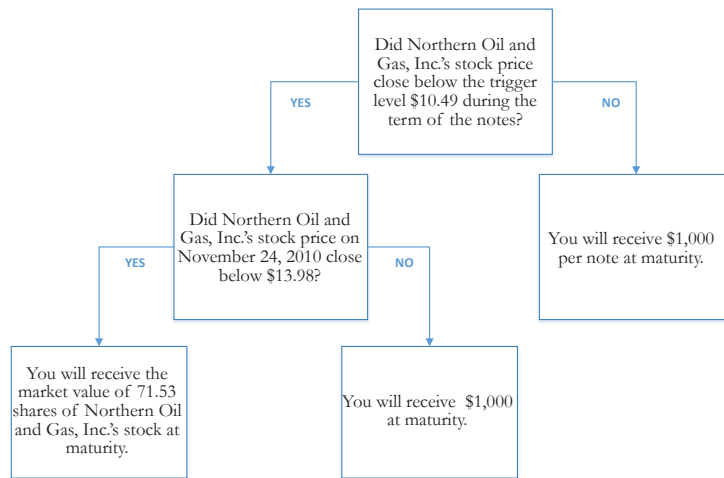 Did Northern Oil and
Gas, Inc.'s stock price
close below the trigger
level $10.49 during the
term of the notes?
YES
NO
Did Northern Oil and
Gas, Inc.'s stock price on
November 24, 2010 close
below $13.98?
You will receive $1,000
per note at maturity.
YES
NO
You will receive the
market value of 71.53
shares of Northern Oil
and Gas, Inc.'s stock at
maturity.
You will receive $1,000
at maturity.